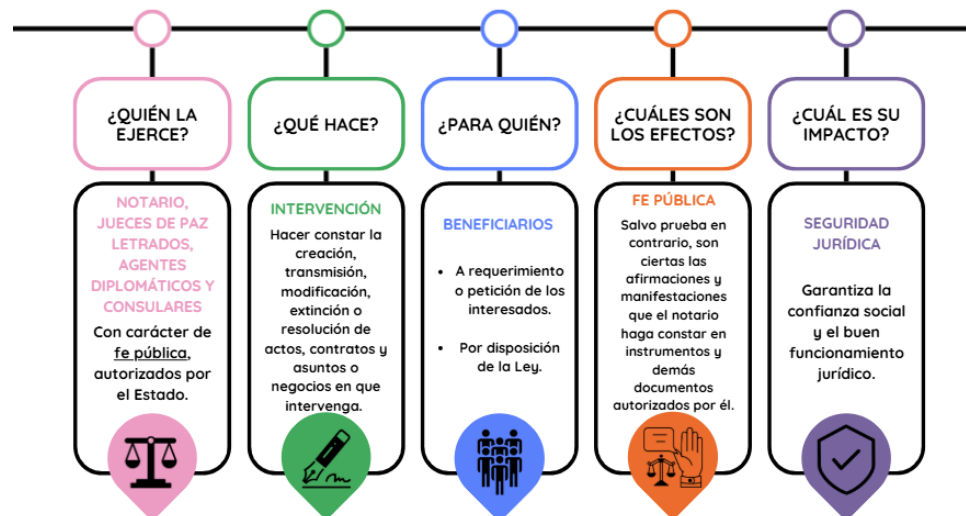 ¿QUIÉN LA
EJERCE?
NOTARIO,
JUECES DE PAZ
LETRADOS,
AGENTES
DIPLOMÁTICOS Y
CONSULARES
Con carácter de
fe pública,
autorizados por
el Estado.
¿QUÉ HACE?
INTERVENCIÓN
Hacer constar la
creación,
transmisión,
modificación,
extinción o
resolución de
actos, contratos y
asuntos o
negocios en que
intervenga.
¿PARA QUIÉN?
BENEFICIARIOS
• A requerimiento
o petición de los
interesados.
• Por disposición
de la Ley.
¿CUÁLES SON
LOS EFECTOS?
FE PÚBLICA
Salvo prueba en
contrario, son
ciertas las
afirmaciones y
manifestaciones
que el notario
haga constar en
instrumentos y
demás
documentos
autorizados por él.
¿CUÁL ES SU
IMPACTO?
SEGURIDAD
JURÍDICA
Garantiza la
confianza social
y el buen
funcionamiento
jurídico.